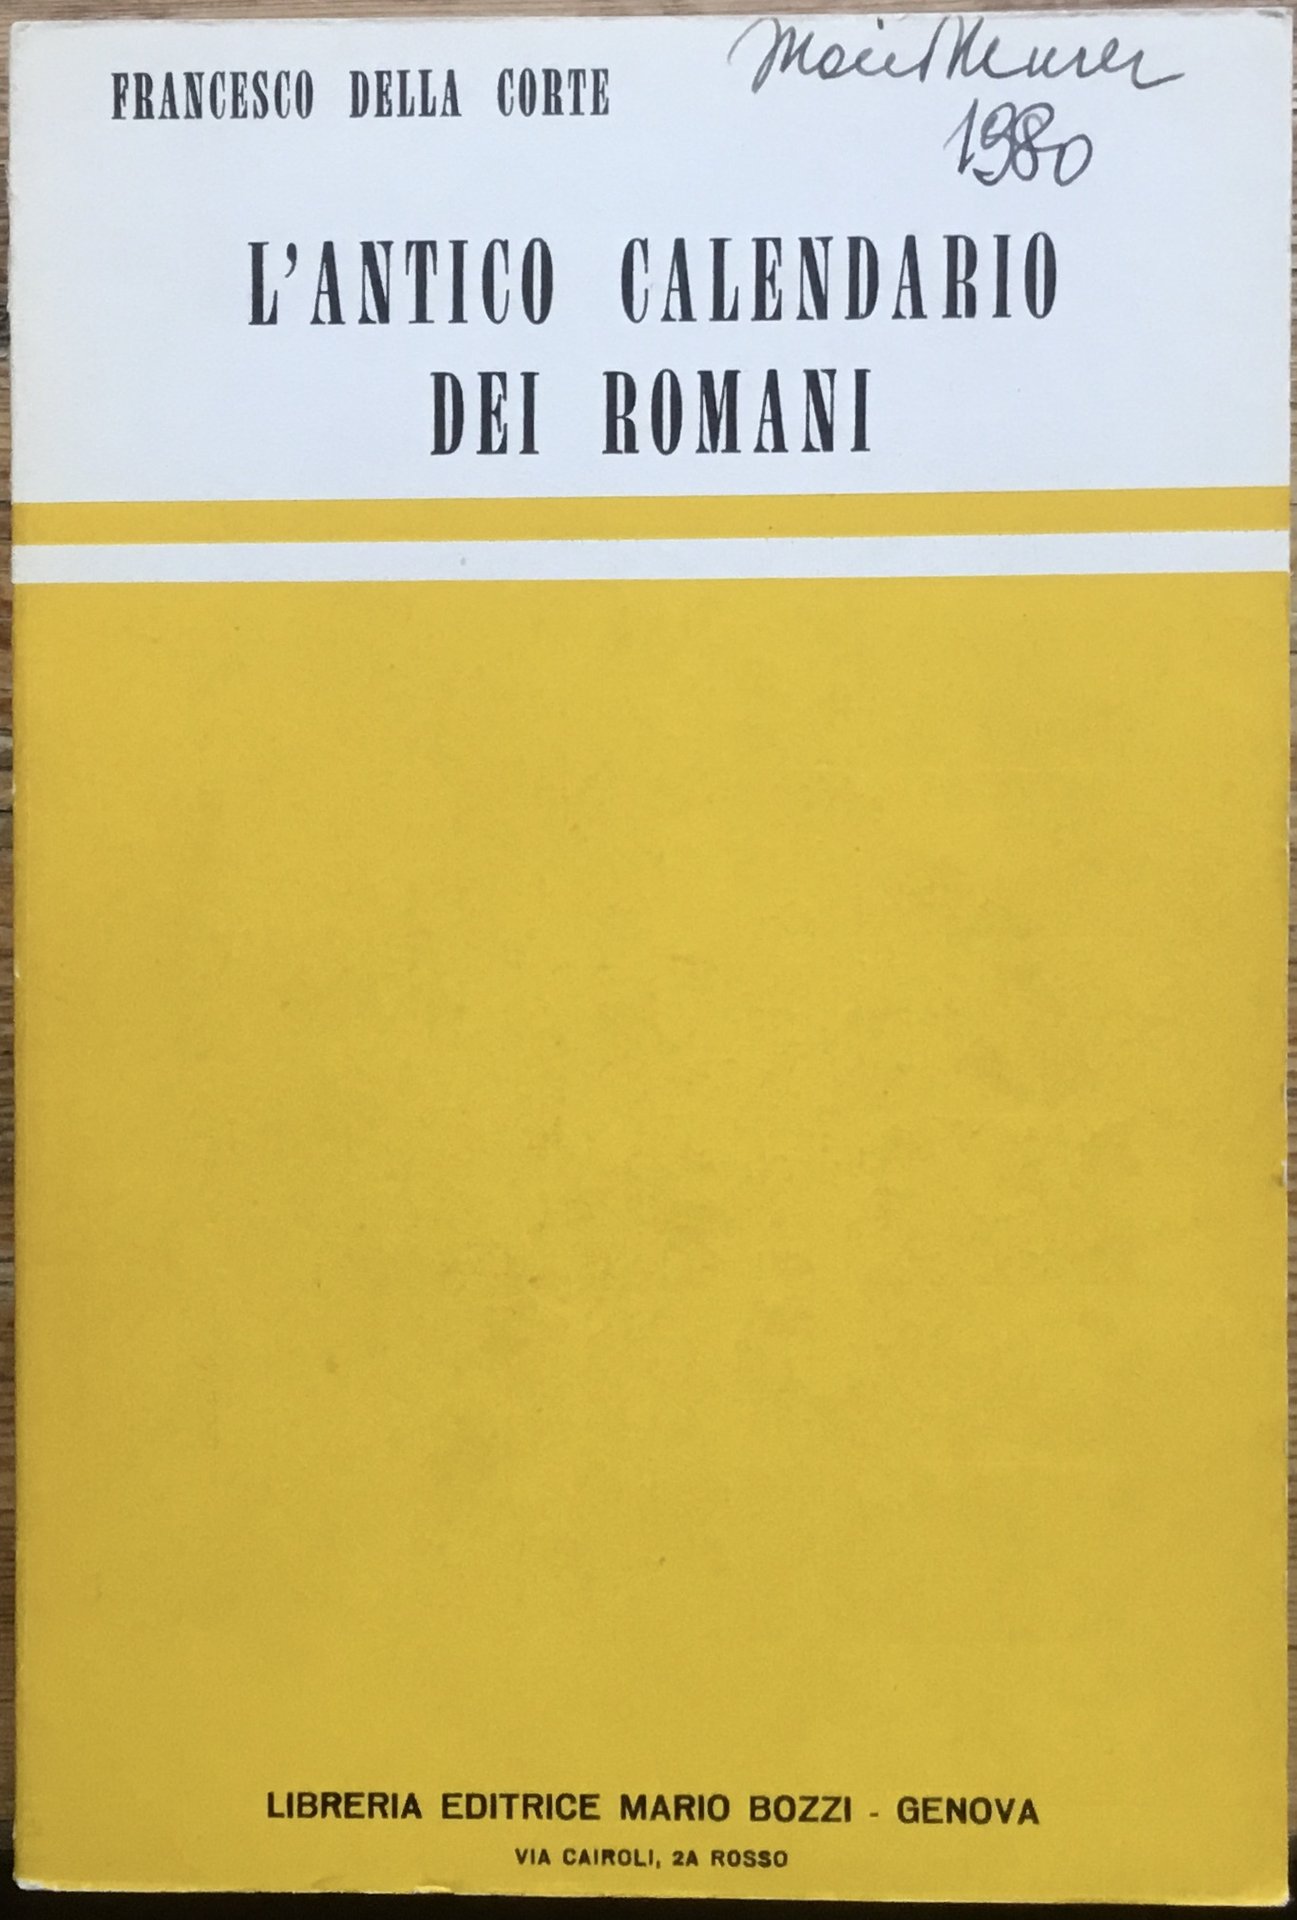 FRANCESCO DELLA CORTE
1980
L'ANTICO CALENDARIO
DEI ROMANI
LIBRERIA EDITRICE MARIO BOZZI - GENOVA
VIA CAIROLI, 2A ROSSO